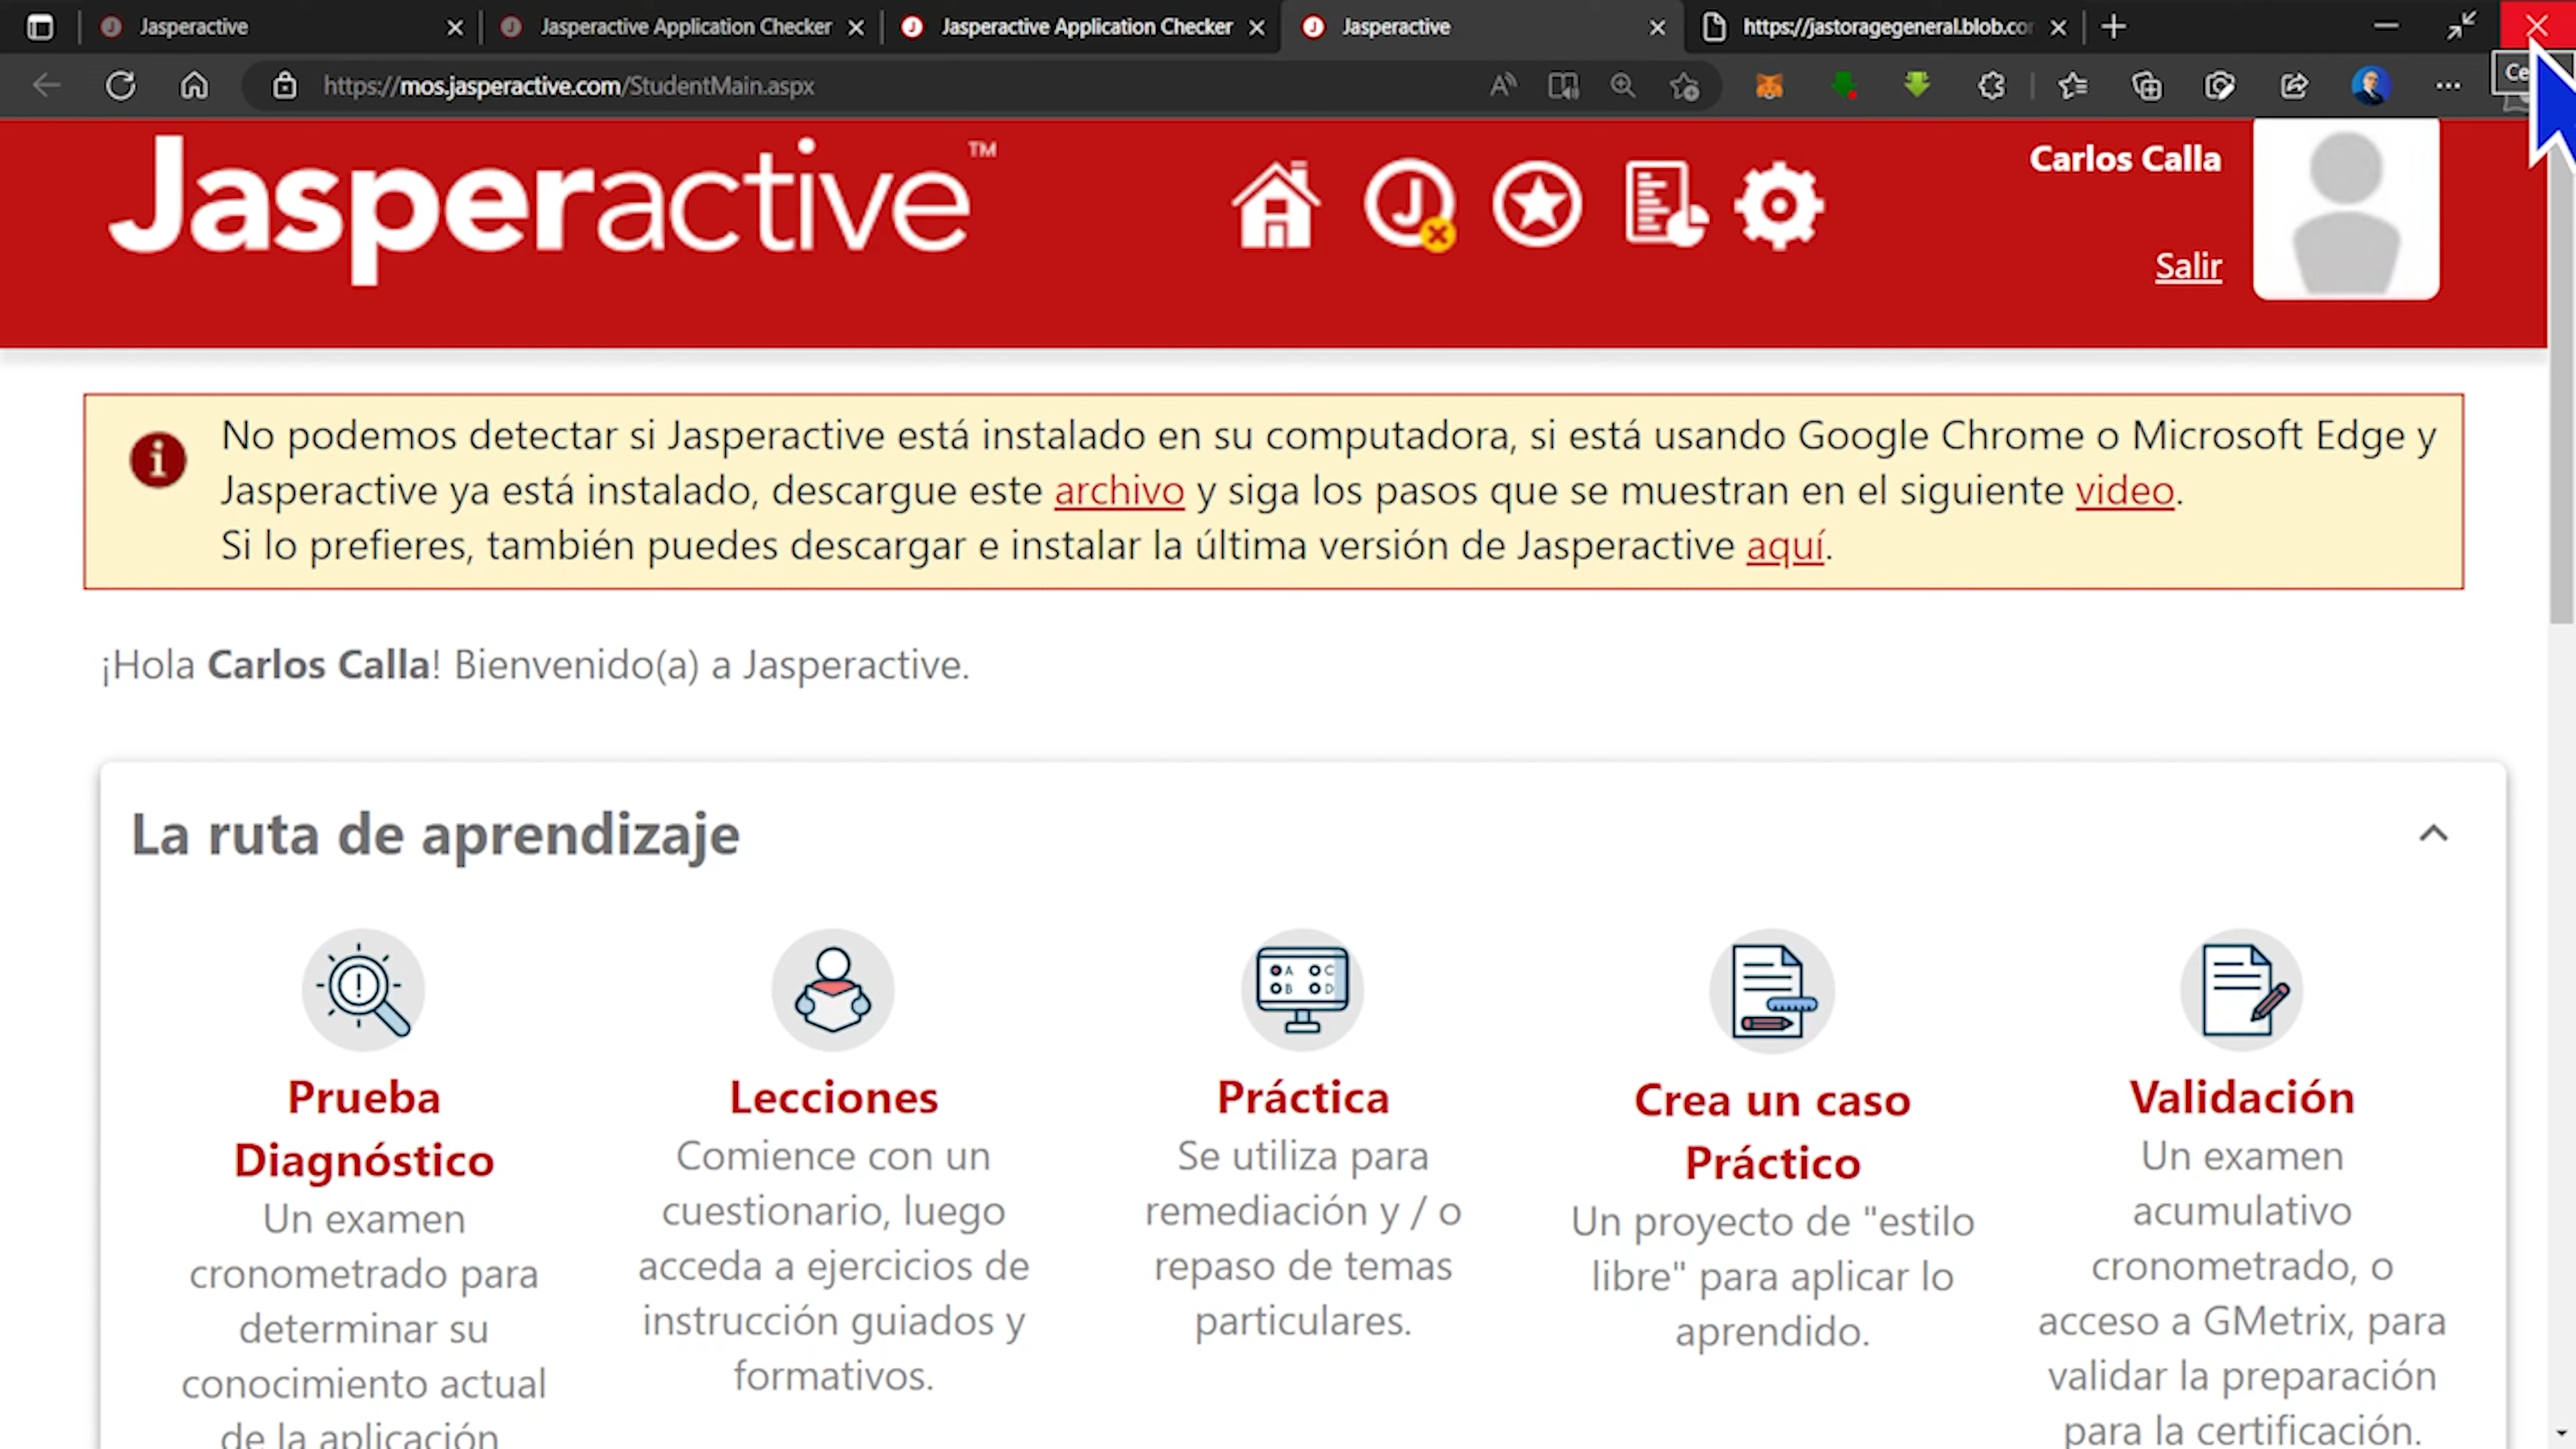 Jasperactive
Jasperactive Application Checker
Jasperactive Application Checker
Jasperactive
https://jastoragegeneral.blob.co
https://mos.jasperactive.com/StudentMain.aspx
Jasperactive™
Carlos Calla
Salir
No podemos detectar si Jasperactive está instalado en su computadora, si está usando Google Chrome o Microsoft Edge y
Jasperactive ya está instalado, descargue este archivo y siga los pasos que se muestran en el siguiente video.
Si lo prefieres, también puedes descargar e instalar la última versión de Jasperactive aquí.
¡Hola Carlos Calla! Bienvenido(a) a Jasperactive.
La ruta de aprendizaje
Prueba
Diagnóstico
Un examen
cronometrado para
determinar su
conocimiento actual
de la aplicación
Lecciones
Comience con un
cuestionario, luego
acceda a ejercicios de
instrucción guiados y
formativos.
Práctica
Se utiliza para
remediación y / o
repaso de temas
particulares.
Crea un caso
Práctico
Un proyecto de "estilo
libre" para aplicar lo
aprendido.
Validación
Un examen
acumulativo
cronometrado, o
acceso a GMetrix, para
validar la preparación
para la certificación.